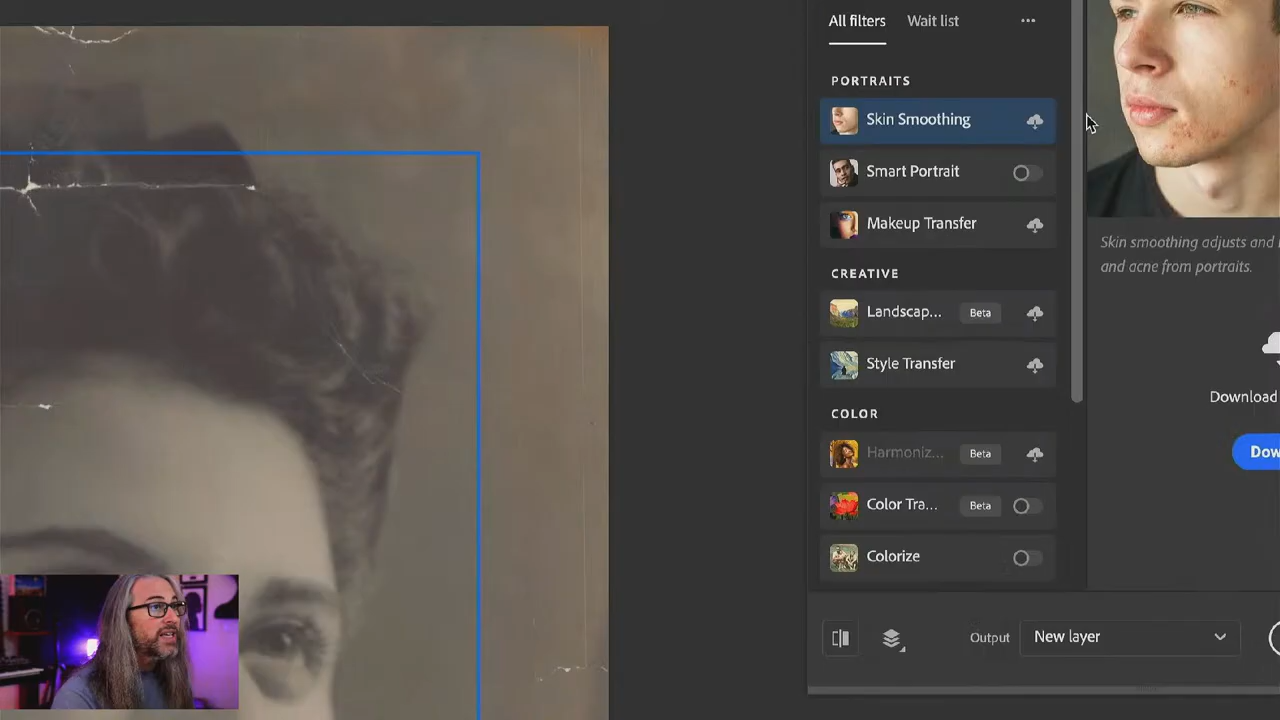 All filters
Wait list
PORTRAITS
Skin Smoothing
Smart Portrait
Makeup Transfer
CREATIVE
Landscap... Beta
Style Transfer
COLOR
Harmoniz... Beta
Color Tra... Beta
Colorize
Skin smoothing adjusts and
and acne from portraits.
Download
Dow
Output
New layer